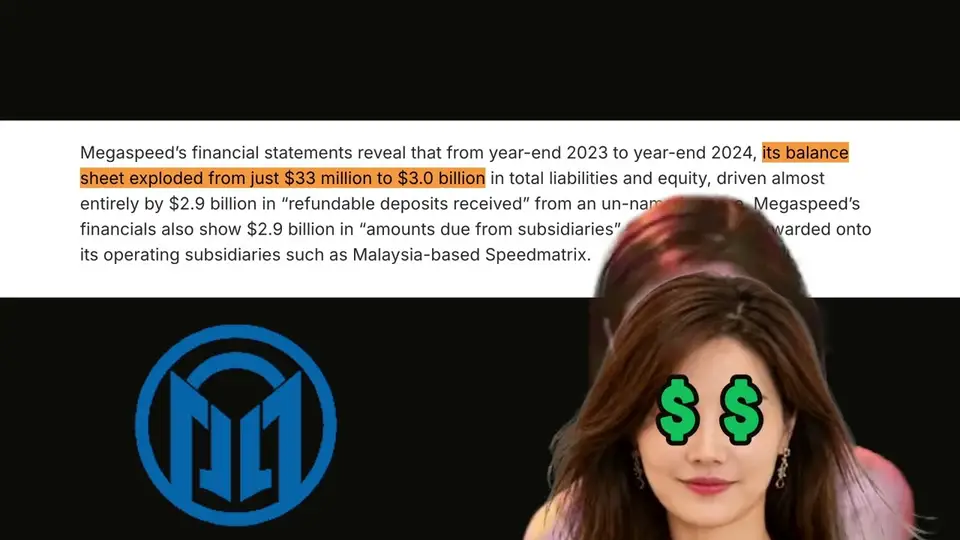 Megaspeed’s financial statements reveal that from year-end 2023 to year-end 2024, its balance
sheet exploded from just $33 million to $3.0 billion in total liabilities and equity, driven almost
entirely by $2.9 billion in “refundable deposits received” from an Megaspeed’s
financials also show $2.9 billion in “amounts due from subsidiaries” onto
its operating subsidiaries such as Malaysia-based Speedmatrix.
$ $